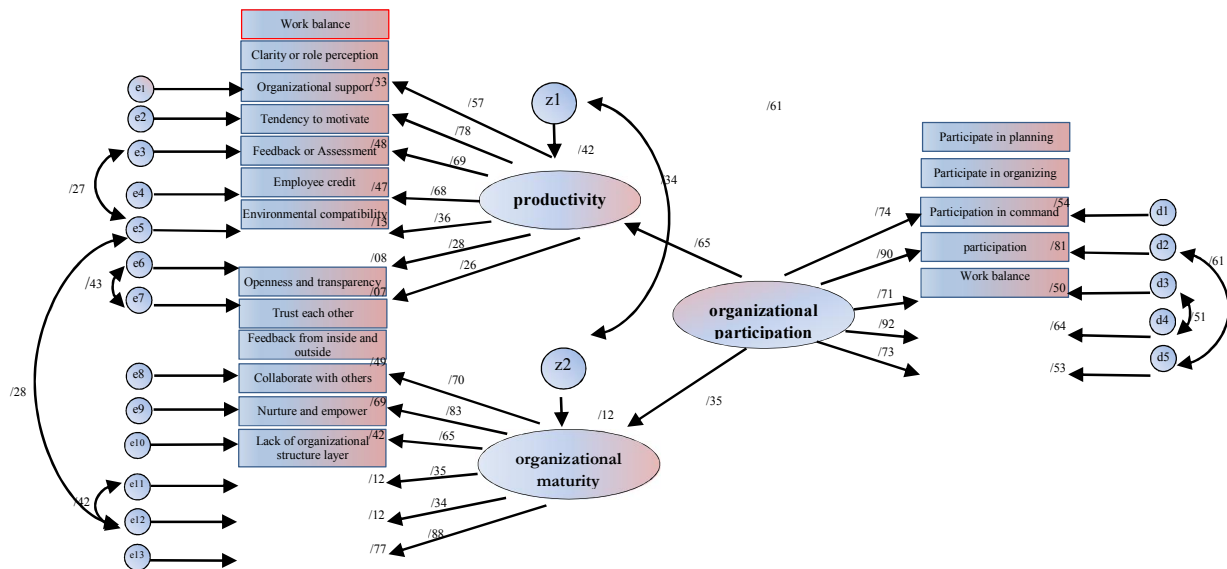 Work balance
Clarity or role perception
Organizational support
/33
Tendency to motivate
Feedback or Assessment
/48
Employee credit
/47
Environmental compatibility
/13
/08
Openness and transparency
/07
Trust each other
Feedback from inside and
outside
/49
Collaborate with others
/69
Nurture and empower
/42
Lack of organizational
structure layer
/12
/12
/77
e1
e2
e3
e4
e5
e6
e7
e8
e9
e10
e11
e12
e13
/27
/43
/28
/42
/57
/78
/69
/68
/36
/28
/26
z1
/42
/34
productivity
/70
/83
/65
/35
/34
/88
z2
/12
organizational
maturity
/65
/35
organizational
participation
/61
/74
/90
/71
/92
/73
Participate in planning
Participate in organizing
/54
Participation in command
participation
/81
Work balance
/50
/64
/53
d1
d2
d3
d4
d5
/61
/51